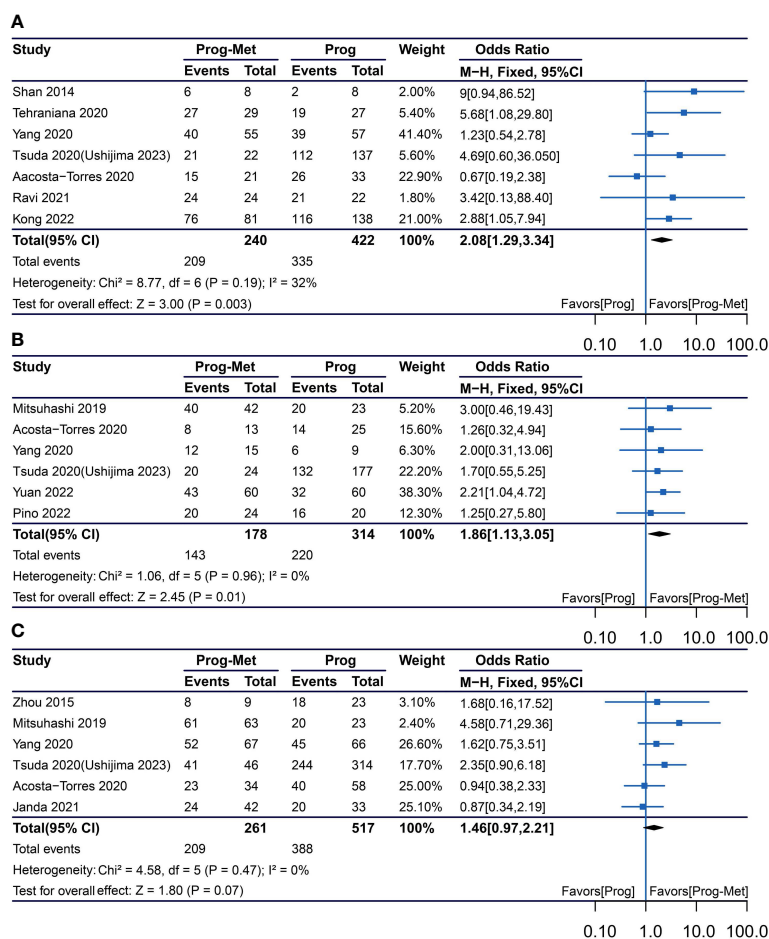 A
Study Prog-Met Prog Weight Odds Ratio
Events Total Events Total M−H, Fixed, 95%CI
Shan 2014 6 8 2 8 2.00% 9[0.94,86.52]
Tehraniana 2020 27 29 19 27 5.40% 5.68[1.08,29.80]
Yang 2020 40 55 39 57 41.40% 1.23[0.54,2.78]
Tsuda 2020(Ushijima 2023) 21 22 112 137 5.60% 4.69[0.60,36.050]
Aacosta−Torres 2020 15 21 26 33 22.90% 0.67[0.19,2.38]
Ravi 2021 24 24 21 22 1.80% 3.42[0.13,88.40]
Kong 2022 76 81 116 138 21.00% 2.88[1.05,7.94]
Total(95% CI) 240 422 100% 2.08[1.29,3.34]
Total events 209 335
Heterogeneity: Chi² = 8.77, df = 6 (P = 0.19); I² = 32%
Test for overall effect: Z = 3.00 (P = 0.003) Favors[Prog] Favors[Prog-Met]
0.10 1.0 10.0 100.0
B
Study Prog-Met Prog Weight Odds Ratio
Events Total Events Total M−H, Fixed, 95%CI
Mitsuhashi 2019 40 42 20 23 5.20% 3.00[0.46,19.43]
Acosta−Torres 2020 8 13 14 25 15.60% 1.26[0.32,4.94]
Yang 2020 12 15 6 9 6.30% 2.00[0.31,13.06]
Tsuda 2020(Ushijima 2023) 20 24 132 177 22.20% 1.70[0.55,5.25]
Yuan 2022 43 60 32 60 38.30% 2.21[1.04,4.72]
Pino 2022 20 24 16 20 12.30% 1.25[0.27,5.80]
Total(95% CI) 178 314 100% 1.86[1.13,3.05]
Total events 143 220
Heterogeneity: Chi² = 1.06, df = 5 (P = 0.96); I² = 0%
Test for overall effect: Z = 2.45 (P = 0.01) Favors[Prog] Favors[Prog-Met]
0.10 1.0 10.0 100.0
C
Study Prog-Met Prog Weight Odds Ratio
Events Total Events Total M−H, Fixed, 95%CI
Zhou 2015 8 9 18 23 3.10% 1.68[0.16,17.52]
Mitsuhashi 2019 61 63 20 23 2.40% 4.58[0.71,29.36]
Yang 2020 52 67 45 66 26.60% 1.62[0.75,3.51]
Tsuda 2020(Ushijima 2023) 41 46 244 314 17.70% 2.35[0.90,6.18]
Acosta−Torres 2020 23 34 40 58 25.00% 0.94[0.38,2.33]
Janda 2021 24 42 20 33 25.10% 0.87[0.34,2.19]
Total(95% CI) 261 517 100% 1.46[0.97,2.21]
Total events 209 388
Heterogeneity: Chi² = 4.58, df = 5 (P = 0.47); I² = 0%
Test for overall effect: Z = 1.80 (P = 0.07) Favors[Prog] Favors[Prog-Met]
0.10 1.0 10.0 100.0